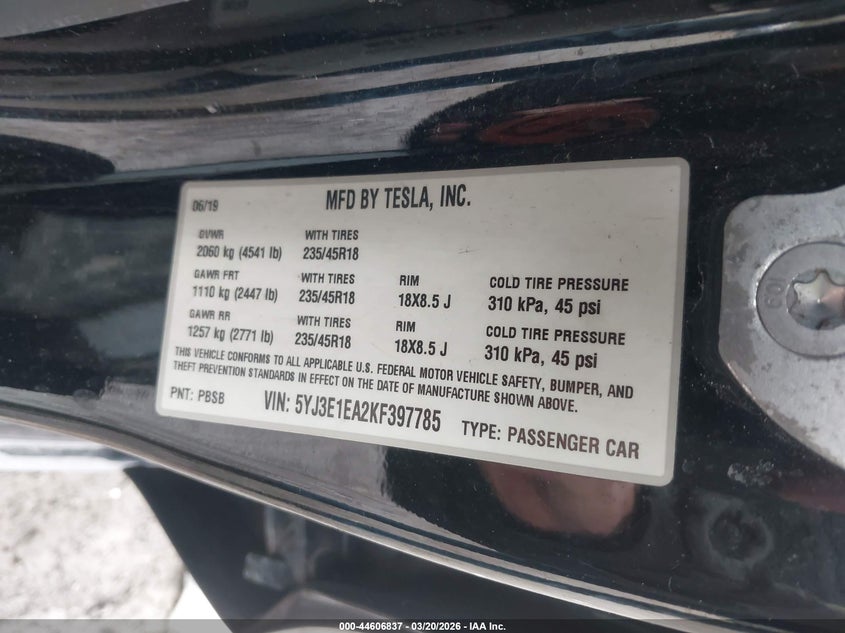 06/19 MFD BY TESLA, INC.
GVWR WITH TIRES
2060 kg (4541 lb) 235/45R18
GAWR FRT WITH TIRES RIM COLD TIRE PRESSURE
1110 kg (2447 lb) 235/45R18 18X8.5 J 310 kPa, 45 psi
GAWR RR WITH TIRES RIM COLD TIRE PRESSURE
1257 kg (2771 lb) 235/45R18 18X8.5 J 310 kPa, 45 psi
THIS VEHICLE CONFORMS TO ALL APPLICABLE U.S. FEDERAL MOTOR VEHICLE SAFETY, BUMPER, AND
THEFT PREVENTION STANDARDS IN EFFECT ON THE DATE OF MANUFACTURE SHOWN ABOVE.
PNT: PBSB VIN: 5YJ3E1EA2KF397785 TYPE: PASSENGER CAR
000-44606837 - 03/20/2026 - IAA Inc.